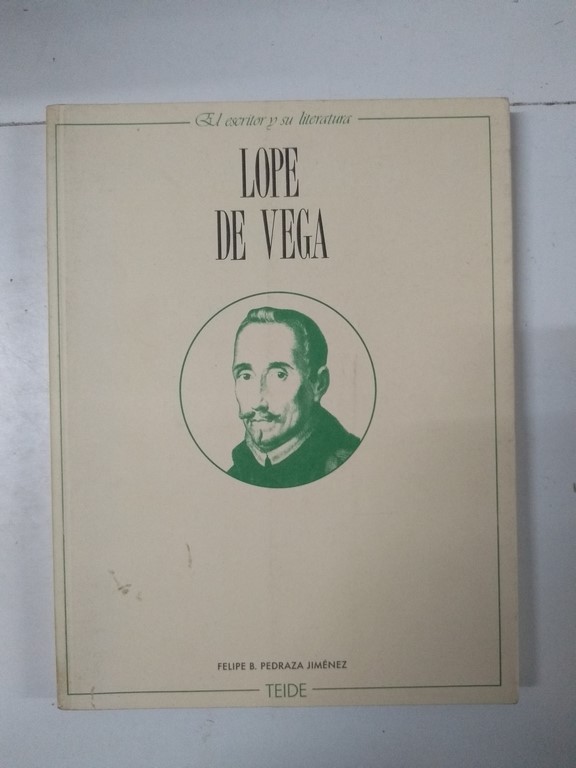 El escritor y su literatura
LOPE
DE VEGA
FELIPE B. PEDRAZA JIMÉNEZ
TEIDE